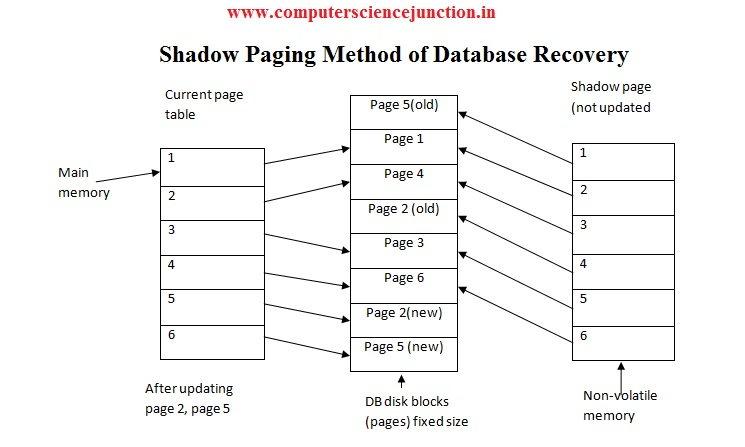 www.computersciencejunction.in
Shadow Paging Method of Database Recovery
Current page
table
Main
memory
1
2
3
4
5
6
After updating
page 2, page 5
Page 5(old)
Page 1
Page 4
Page 2 (old)
Page 3
Page 6
Page 2(new)
Page 5 (new)
DB disk blocks
(pages) fixed size
Shadow page
(not updated
1
2
3
4
5
6
Non-volatile
memory